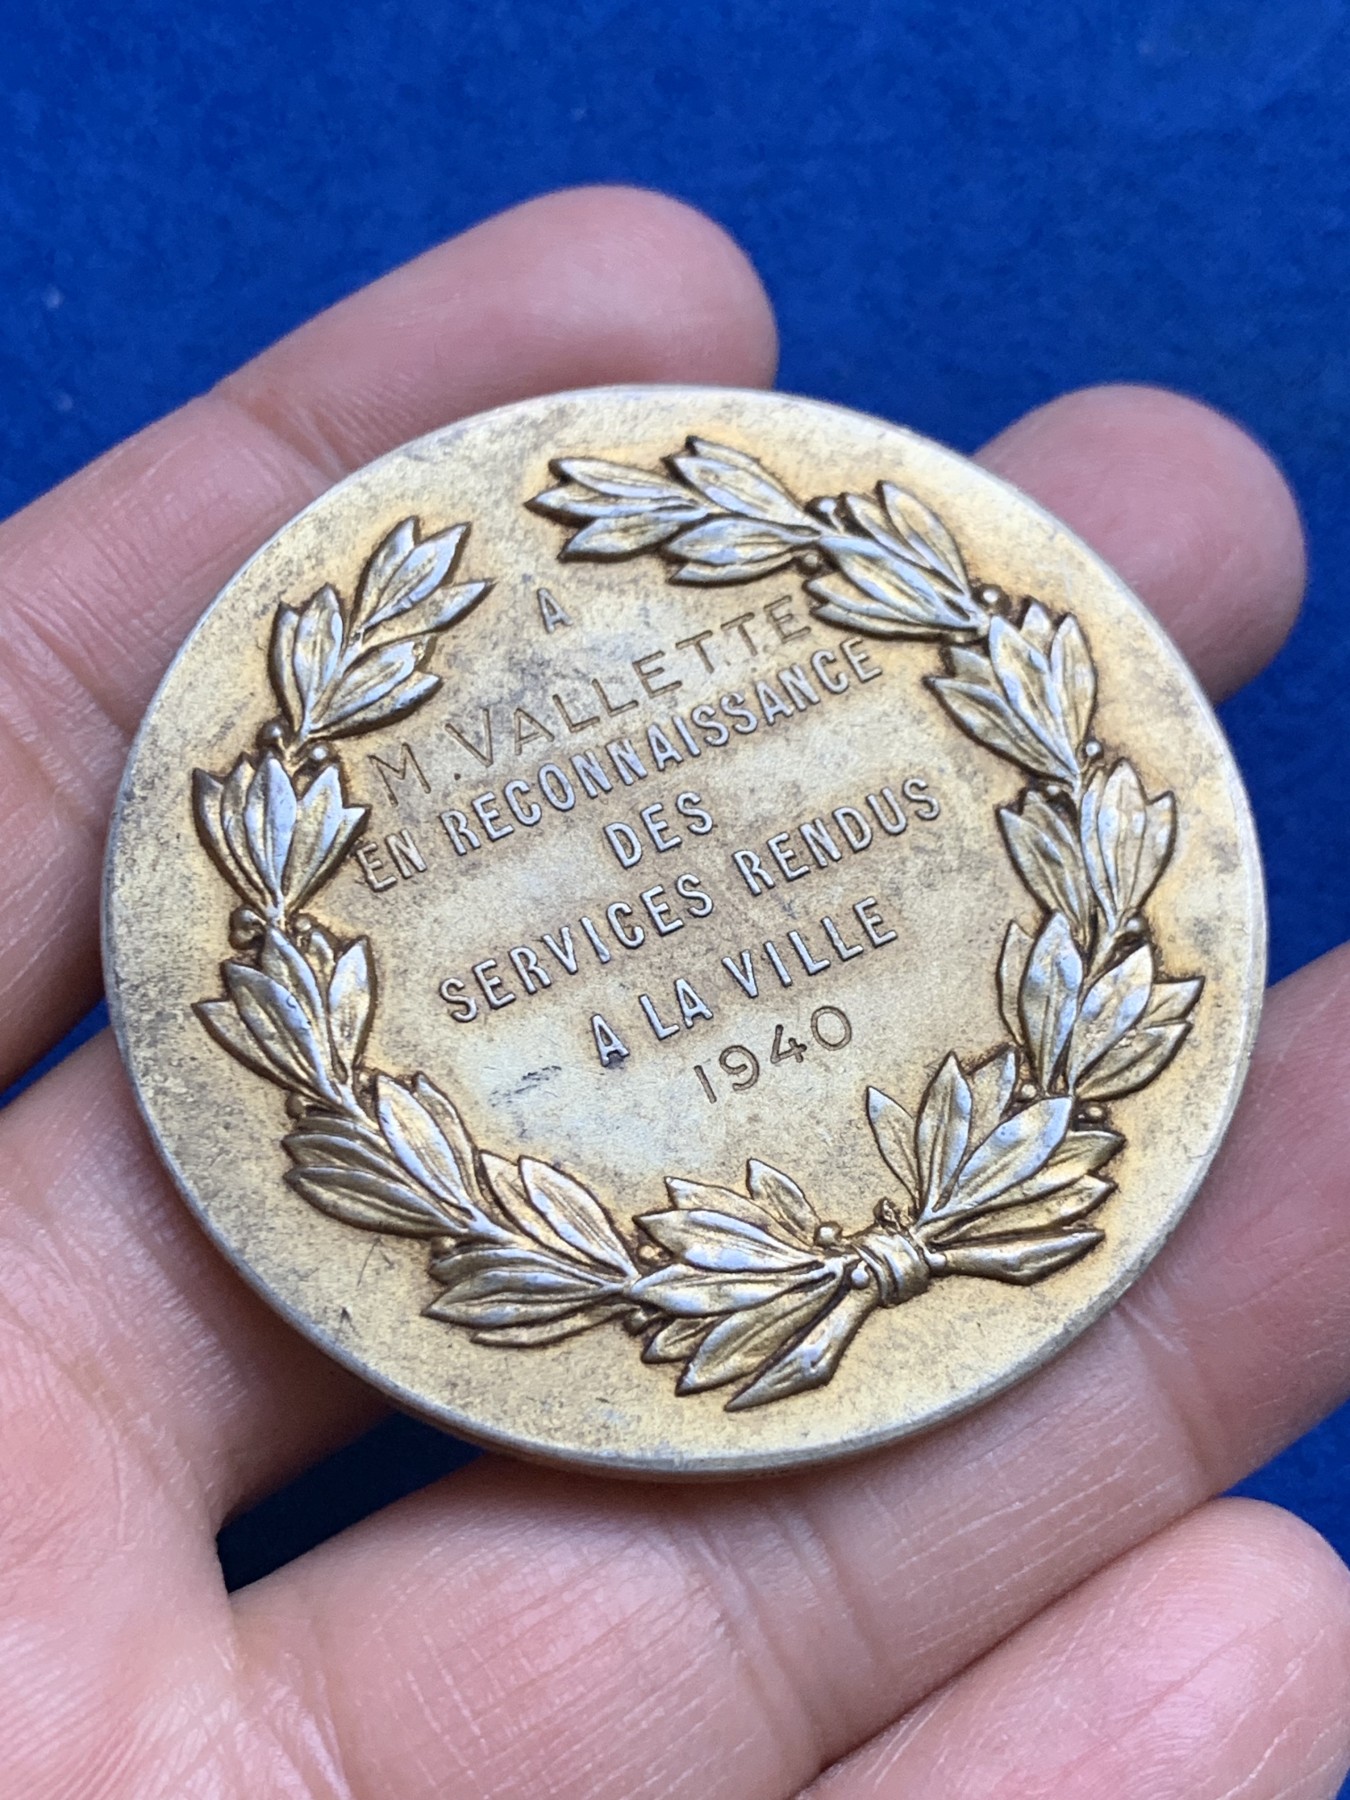 A
M. VALLETTE
EN RECONNAISSANCE
DES
SERVICES RENDUS
A LA VILLE
1940